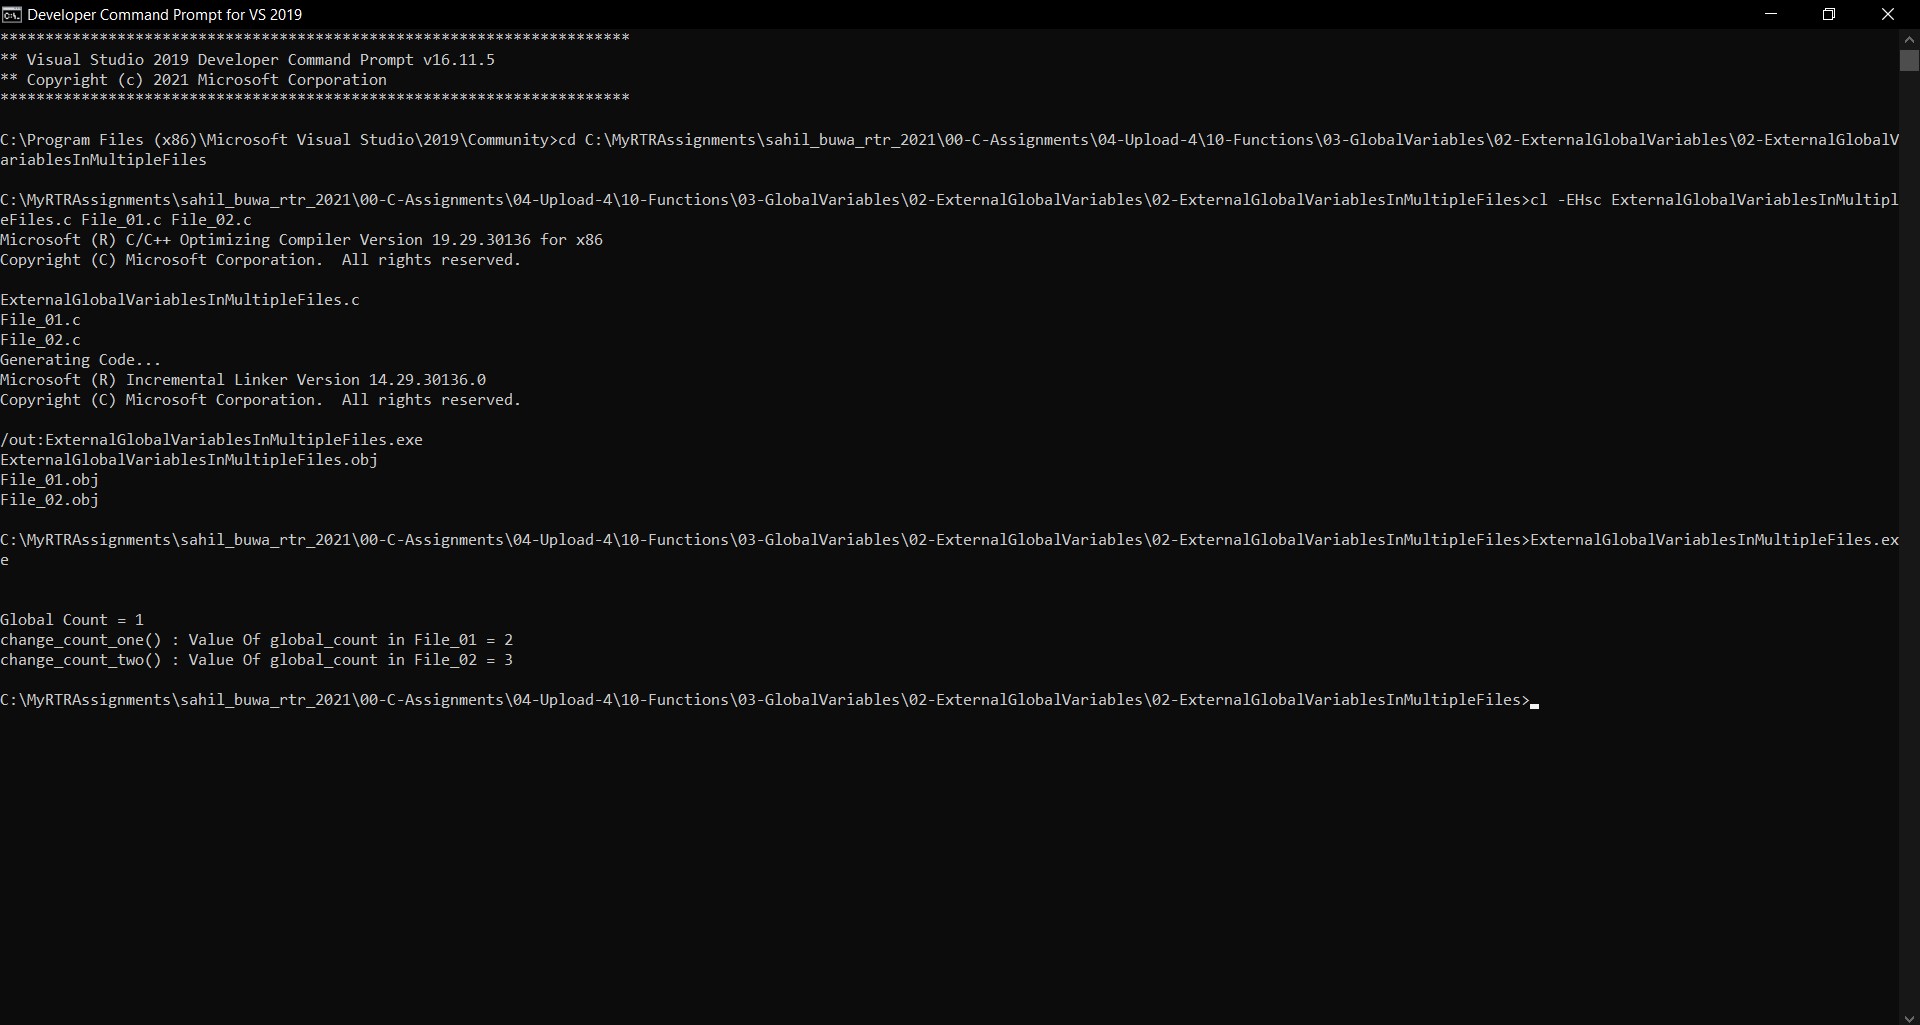 Developer Command Prompt for VS 2019
**********************************************************************
** Visual Studio 2019 Developer Command Prompt v16.11.5
** Copyright (c) 2021 Microsoft Corporation
**********************************************************************
C:\Program Files (x86)\Microsoft Visual Studio\2019\Community>cd C:\MyRTRAssignments\sahil_buwa_rtr_2021\00-C-Assignments\04-Upload-4\10-Functions\03-GlobalVariables\02-ExternalGlobalVariables\02-ExternalGlobalV
ariablesInMultipleFiles
C:\MyRTRAssignments\sahil_buwa_rtr_2021\00-C-Assignments\04-Upload-4\10-Functions\03-GlobalVariables\02-ExternalGlobalVariables\02-ExternalGlobalVariablesInMultipleFiles>cl -EHsc ExternalGlobalVariablesInMultipl
eFiles.c File_01.c File_02.c
Microsoft (R) C/C++ Optimizing Compiler Version 19.29.30136 for x86
Copyright (C) Microsoft Corporation.  All rights reserved.
ExternalGlobalVariablesInMultipleFiles.c
File_01.c
File_02.c
Generating Code...
Microsoft (R) Incremental Linker Version 14.29.30136.0
Copyright (C) Microsoft Corporation.  All rights reserved.
/out:ExternalGlobalVariablesInMultipleFiles.exe
ExternalGlobalVariablesInMultipleFiles.obj
File_01.obj
File_02.obj
C:\MyRTRAssignments\sahil_buwa_rtr_2021\00-C-Assignments\04-Upload-4\10-Functions\03-GlobalVariables\02-ExternalGlobalVariables\02-ExternalGlobalVariablesInMultipleFiles>ExternalGlobalVariablesInMultipleFiles.ex
e
Global Count = 1
change_count_one() : Value Of global_count in File_01 = 2
change_count_two() : Value Of global_count in File_02 = 3
C:\MyRTRAssignments\sahil_buwa_rtr_2021\00-C-Assignments\04-Upload-4\10-Functions\03-GlobalVariables\02-ExternalGlobalVariables\02-ExternalGlobalVariablesInMultipleFiles>